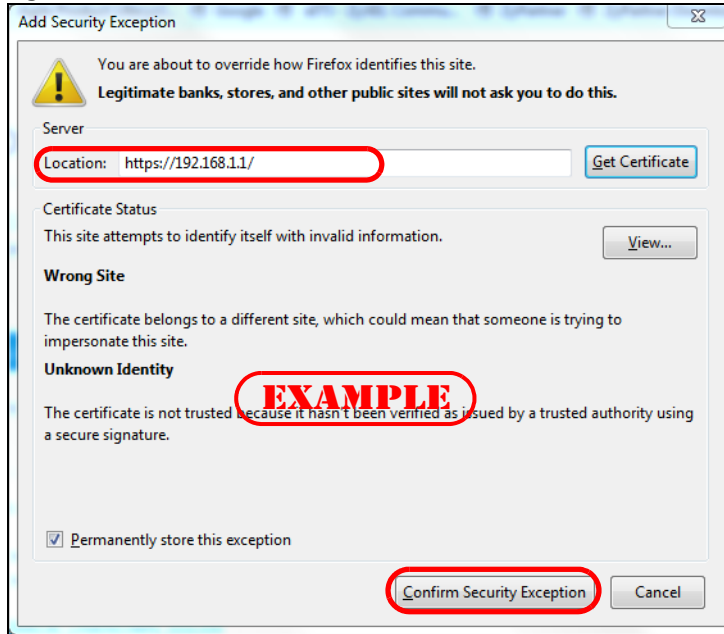 Add Security Exception
You are about to override how Firefox identifies this site.
Legitimate banks, stores, and other public sites will not ask you to do this.
Server
Location: https://192.168.1.1/ Get Certificate
Certificate Status
This site attempts to identify itself with invalid information. View...
Wrong Site
The certificate belongs to a different site, which could mean that someone is trying to
impersonate this site.
Unknown Identity
EXAMPLE
The certificate is not trusted because it hasn't been verified as issued by a trusted authority using
a secure signature.
Permanently store this exception
Confirm Security Exception Cancel